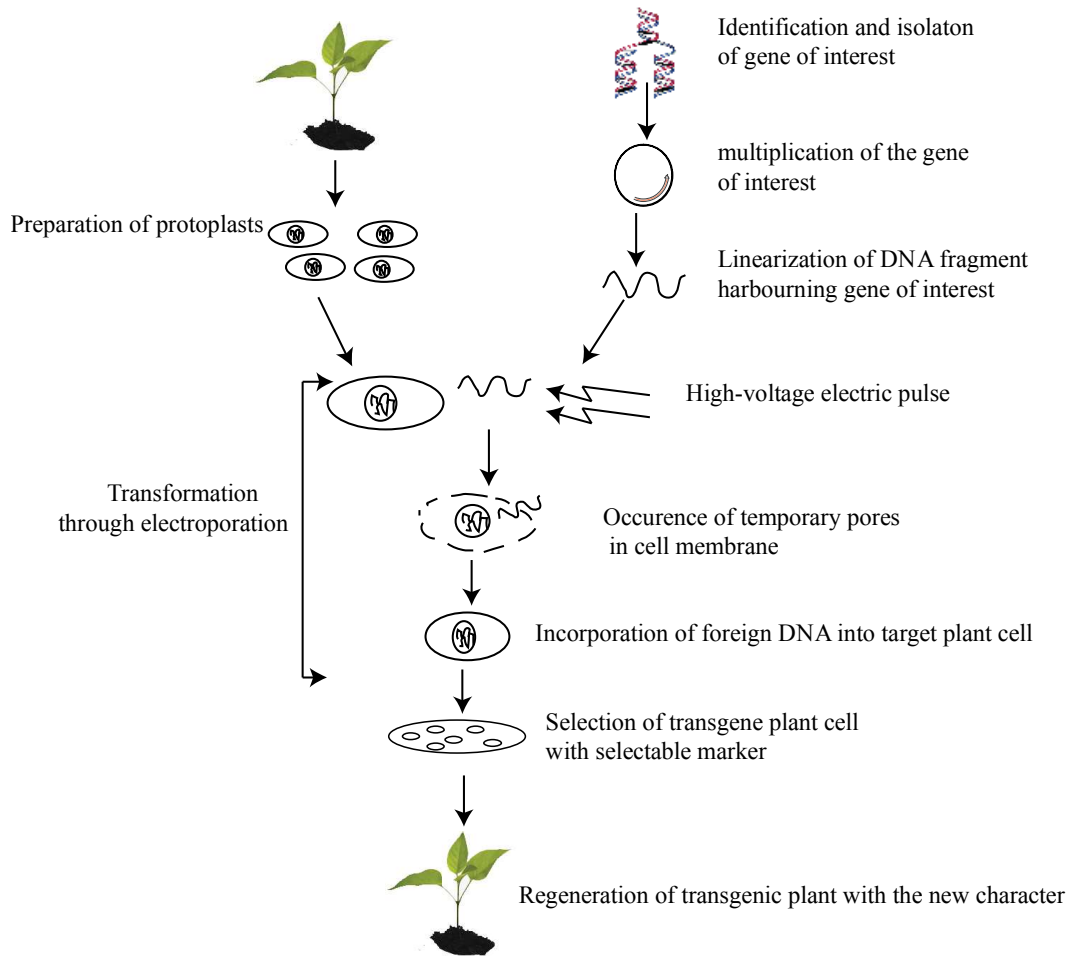 Identification and isolaton
of gene of interest
multiplication of the gene
of interest
Preparation of protoplasts
Linearization of DNA fragment
harbourning gene of interest
High-voltage electric pulse
Transformation
through electroporation
Occurence of temporary pores
in cell membrane
Incorporation of foreign DNA into target plant cell
Selection of transgene plant cell
with selectable marker
Regeneration of transgenic plant with the new character